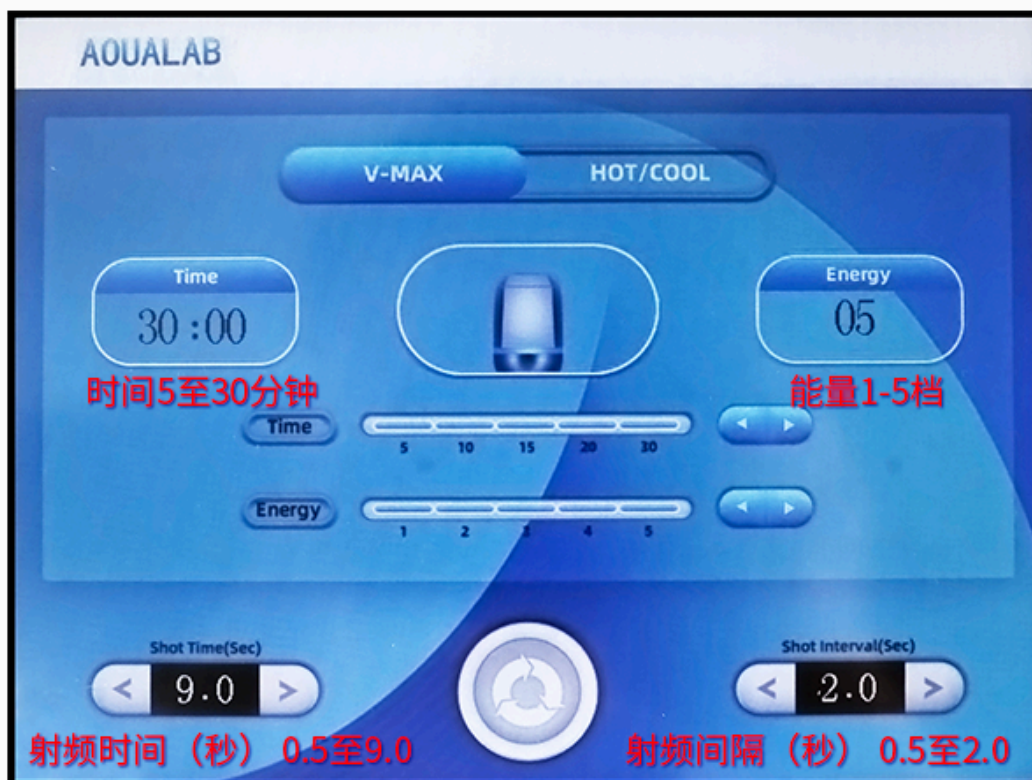 AOUALAB
V-MAX HOT/COOL
Time
30:00
时间5至30分钟
Energy
05
能量1-5档
Time
5 10 15 20 30
Energy
1 2 3 4 5
Shot Time(Sec)
< 9.0 >
射频时间（秒） 0.5至9.0
Shot Interval(Sec)
< 2.0 >
射频间隔（秒） 0.5至2.0